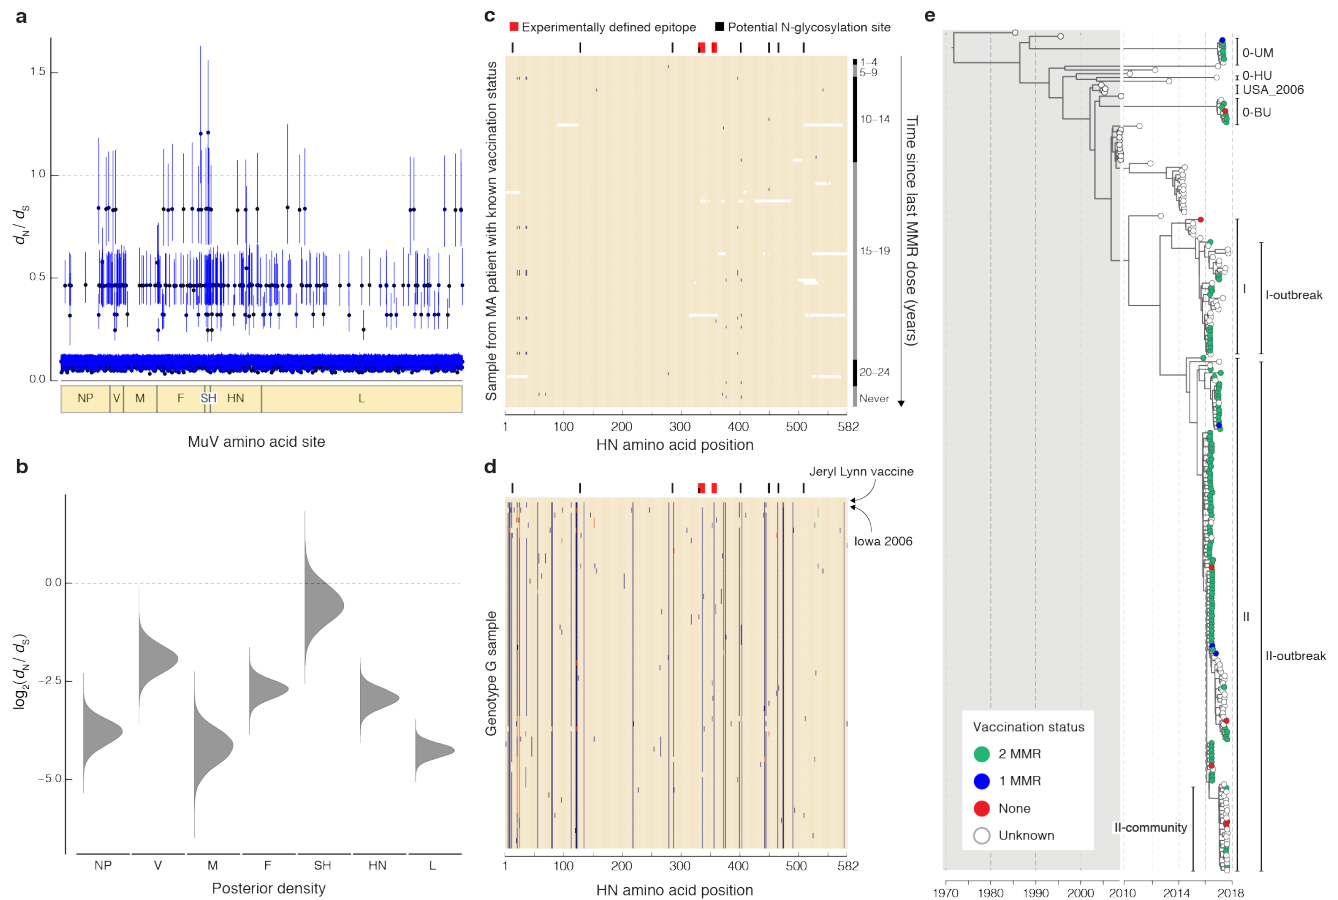 a
1.5
1.0
0.5
0.0
dN/ dS
NP
V
M
F
SH
HN
L
MuV amino acid site
b
0.0
−2.5
−5.0
log2(dN / dS)
NP
V
M
F
SH
HN
L
Posterior density
c
Experimentally defined epitope
Potential N-glycosylation site
Sample from MA patient with known vaccination status
1–4
5–9
10–14
15–19
20–24
Never
Time since last MMR dose (years)
1
100
200
300
400
500
582
HN amino acid position
d
Jeryl Lynn vaccine
Iowa 2006
Genotype G sample
1
100
200
300
400
500
582
HN amino acid position
e
0-UM
0-HU
USA_2006
0-BU
I
I-outbreak
II
II-outbreak
II-community
Vaccination status
2 MMR
1 MMR
None
Unknown
1970
1980
1990
2000
2010
2014
2018